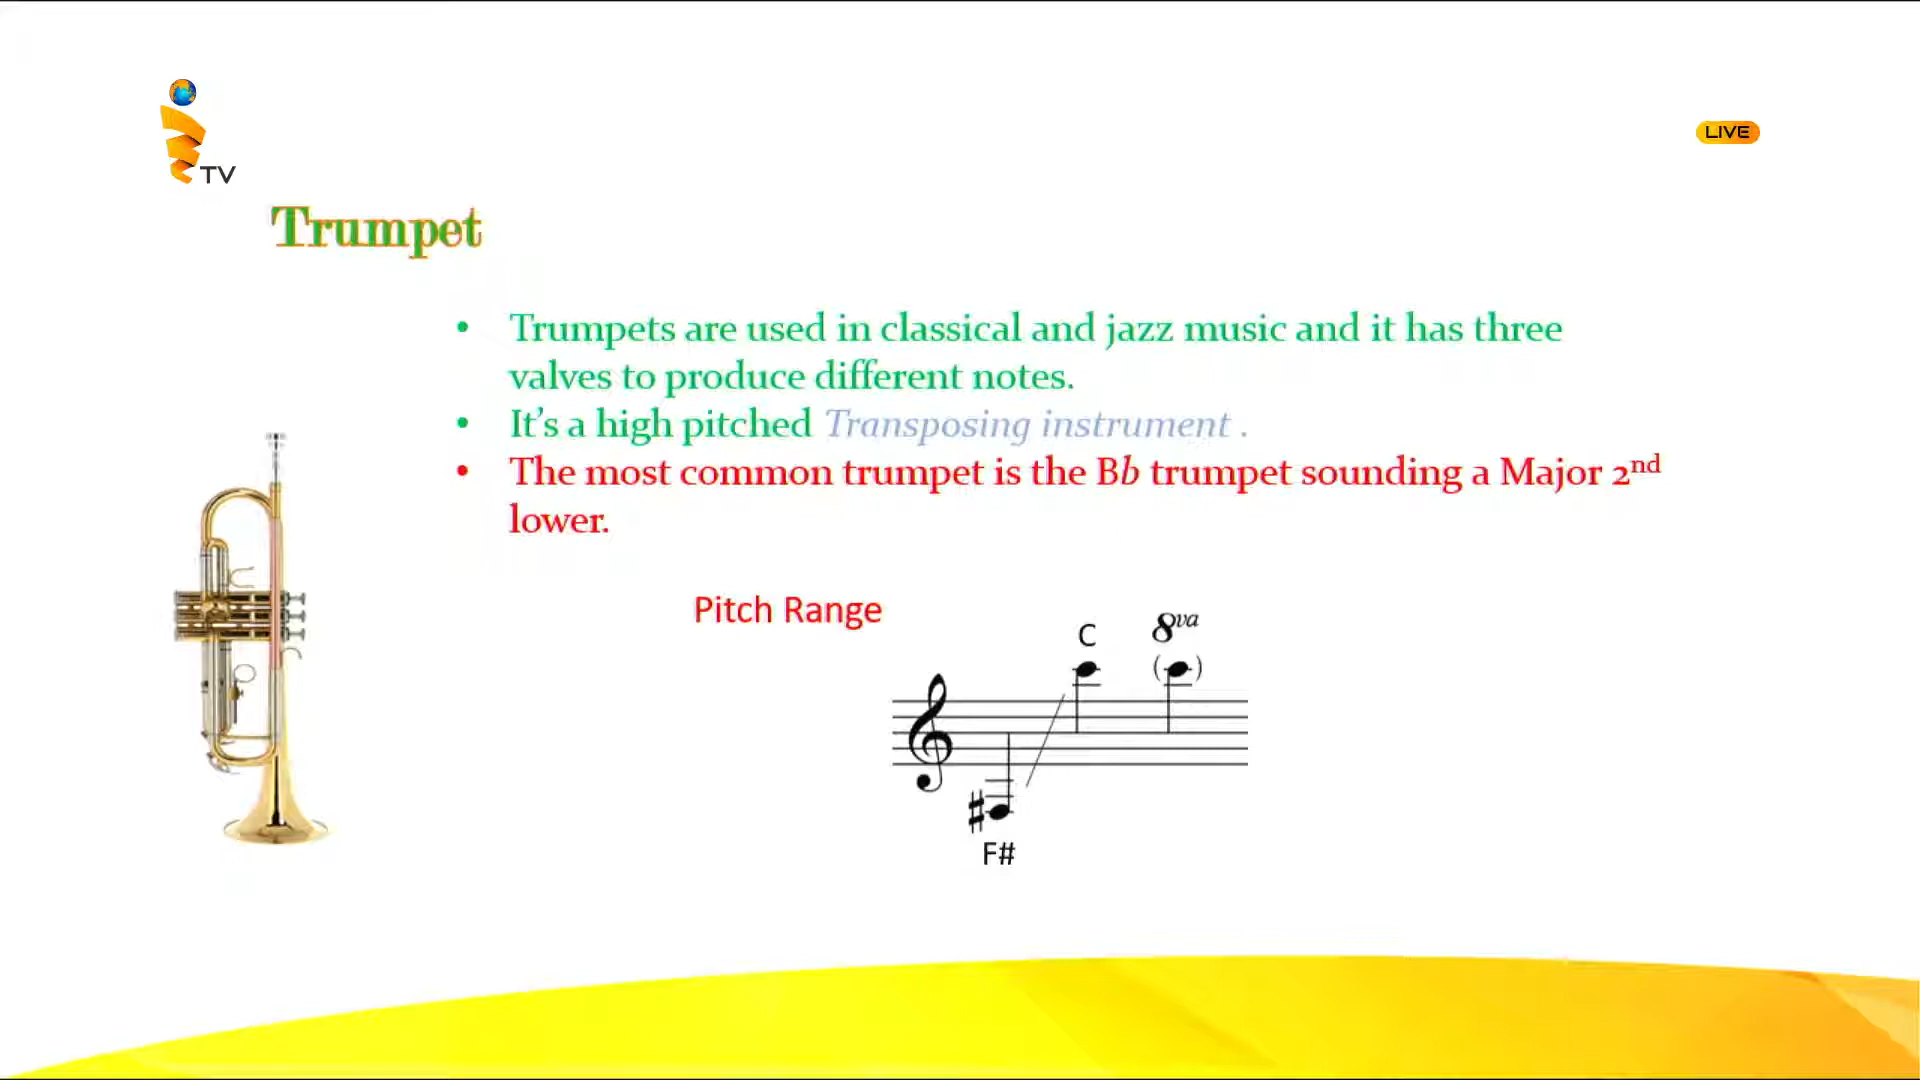 TV
LIVE
Trumpet
• Trumpets are used in classical and jazz music and it has three
valves to produce different notes.
• It’s a high pitched Transposing instrument .
• The most common trumpet is the Bb trumpet sounding a Major 2nd
lower.
Pitch Range
C 8va
( )
F#